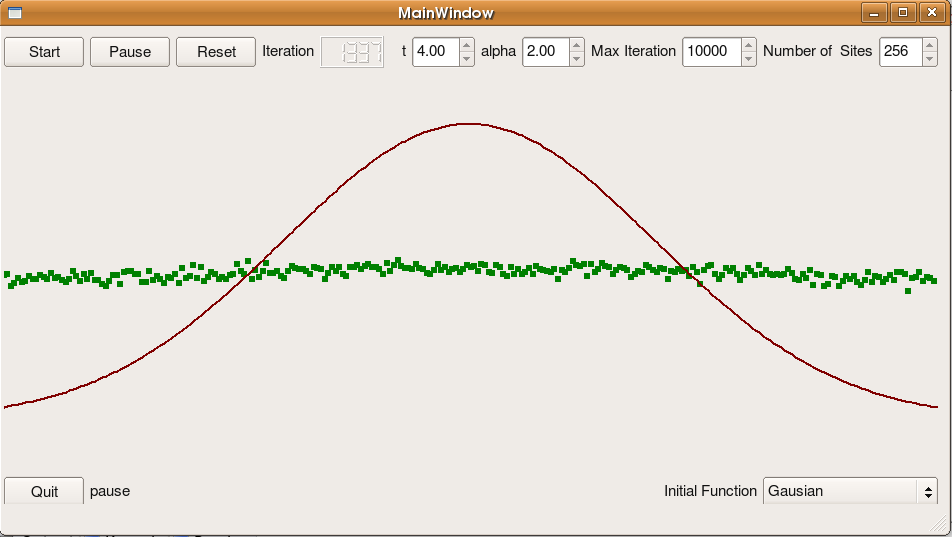 MainWindow
Start Pause Reset Iteration t 4.00 alpha 2.00 Max Iteration 10000 Number of Sites 256
Quit pause Initial Function Gausian